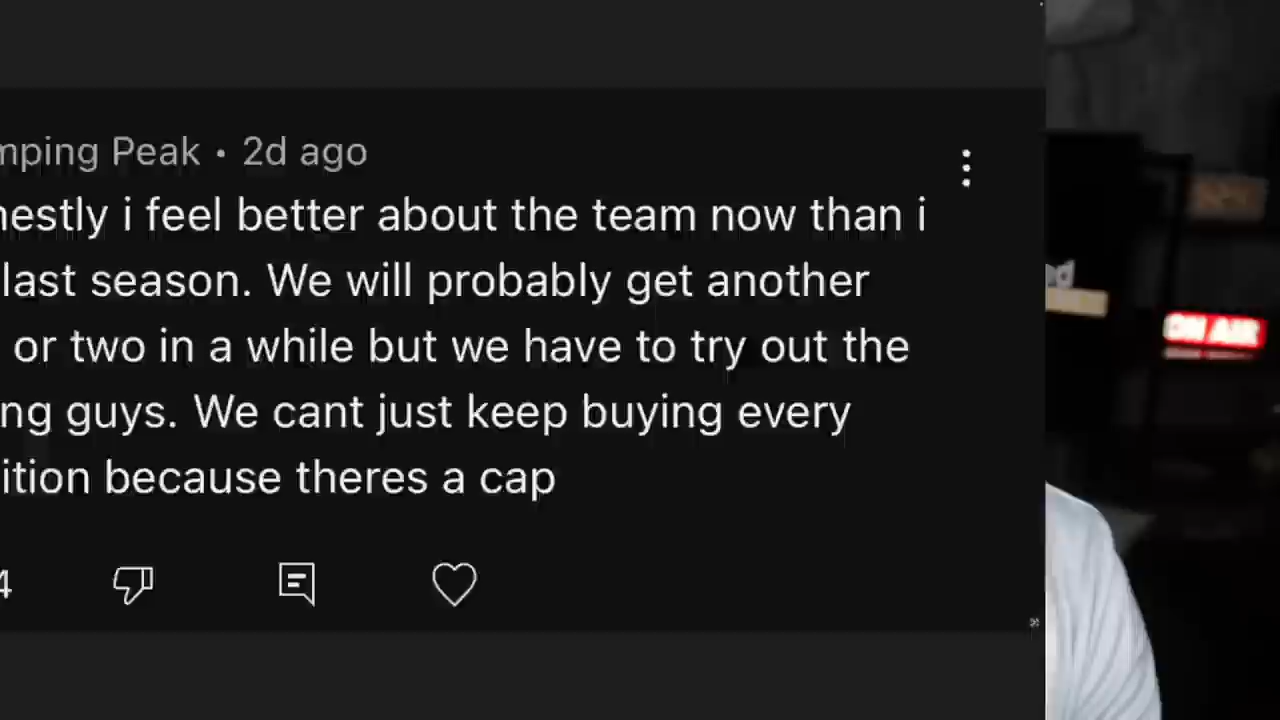 mping Peak • 2d ago
nestly i feel better about the team now than i
last season. We will probably get another
or two in a while but we have to try out the
ng guys. We cant just keep buying every
ition because theres a cap
4
ON AIR